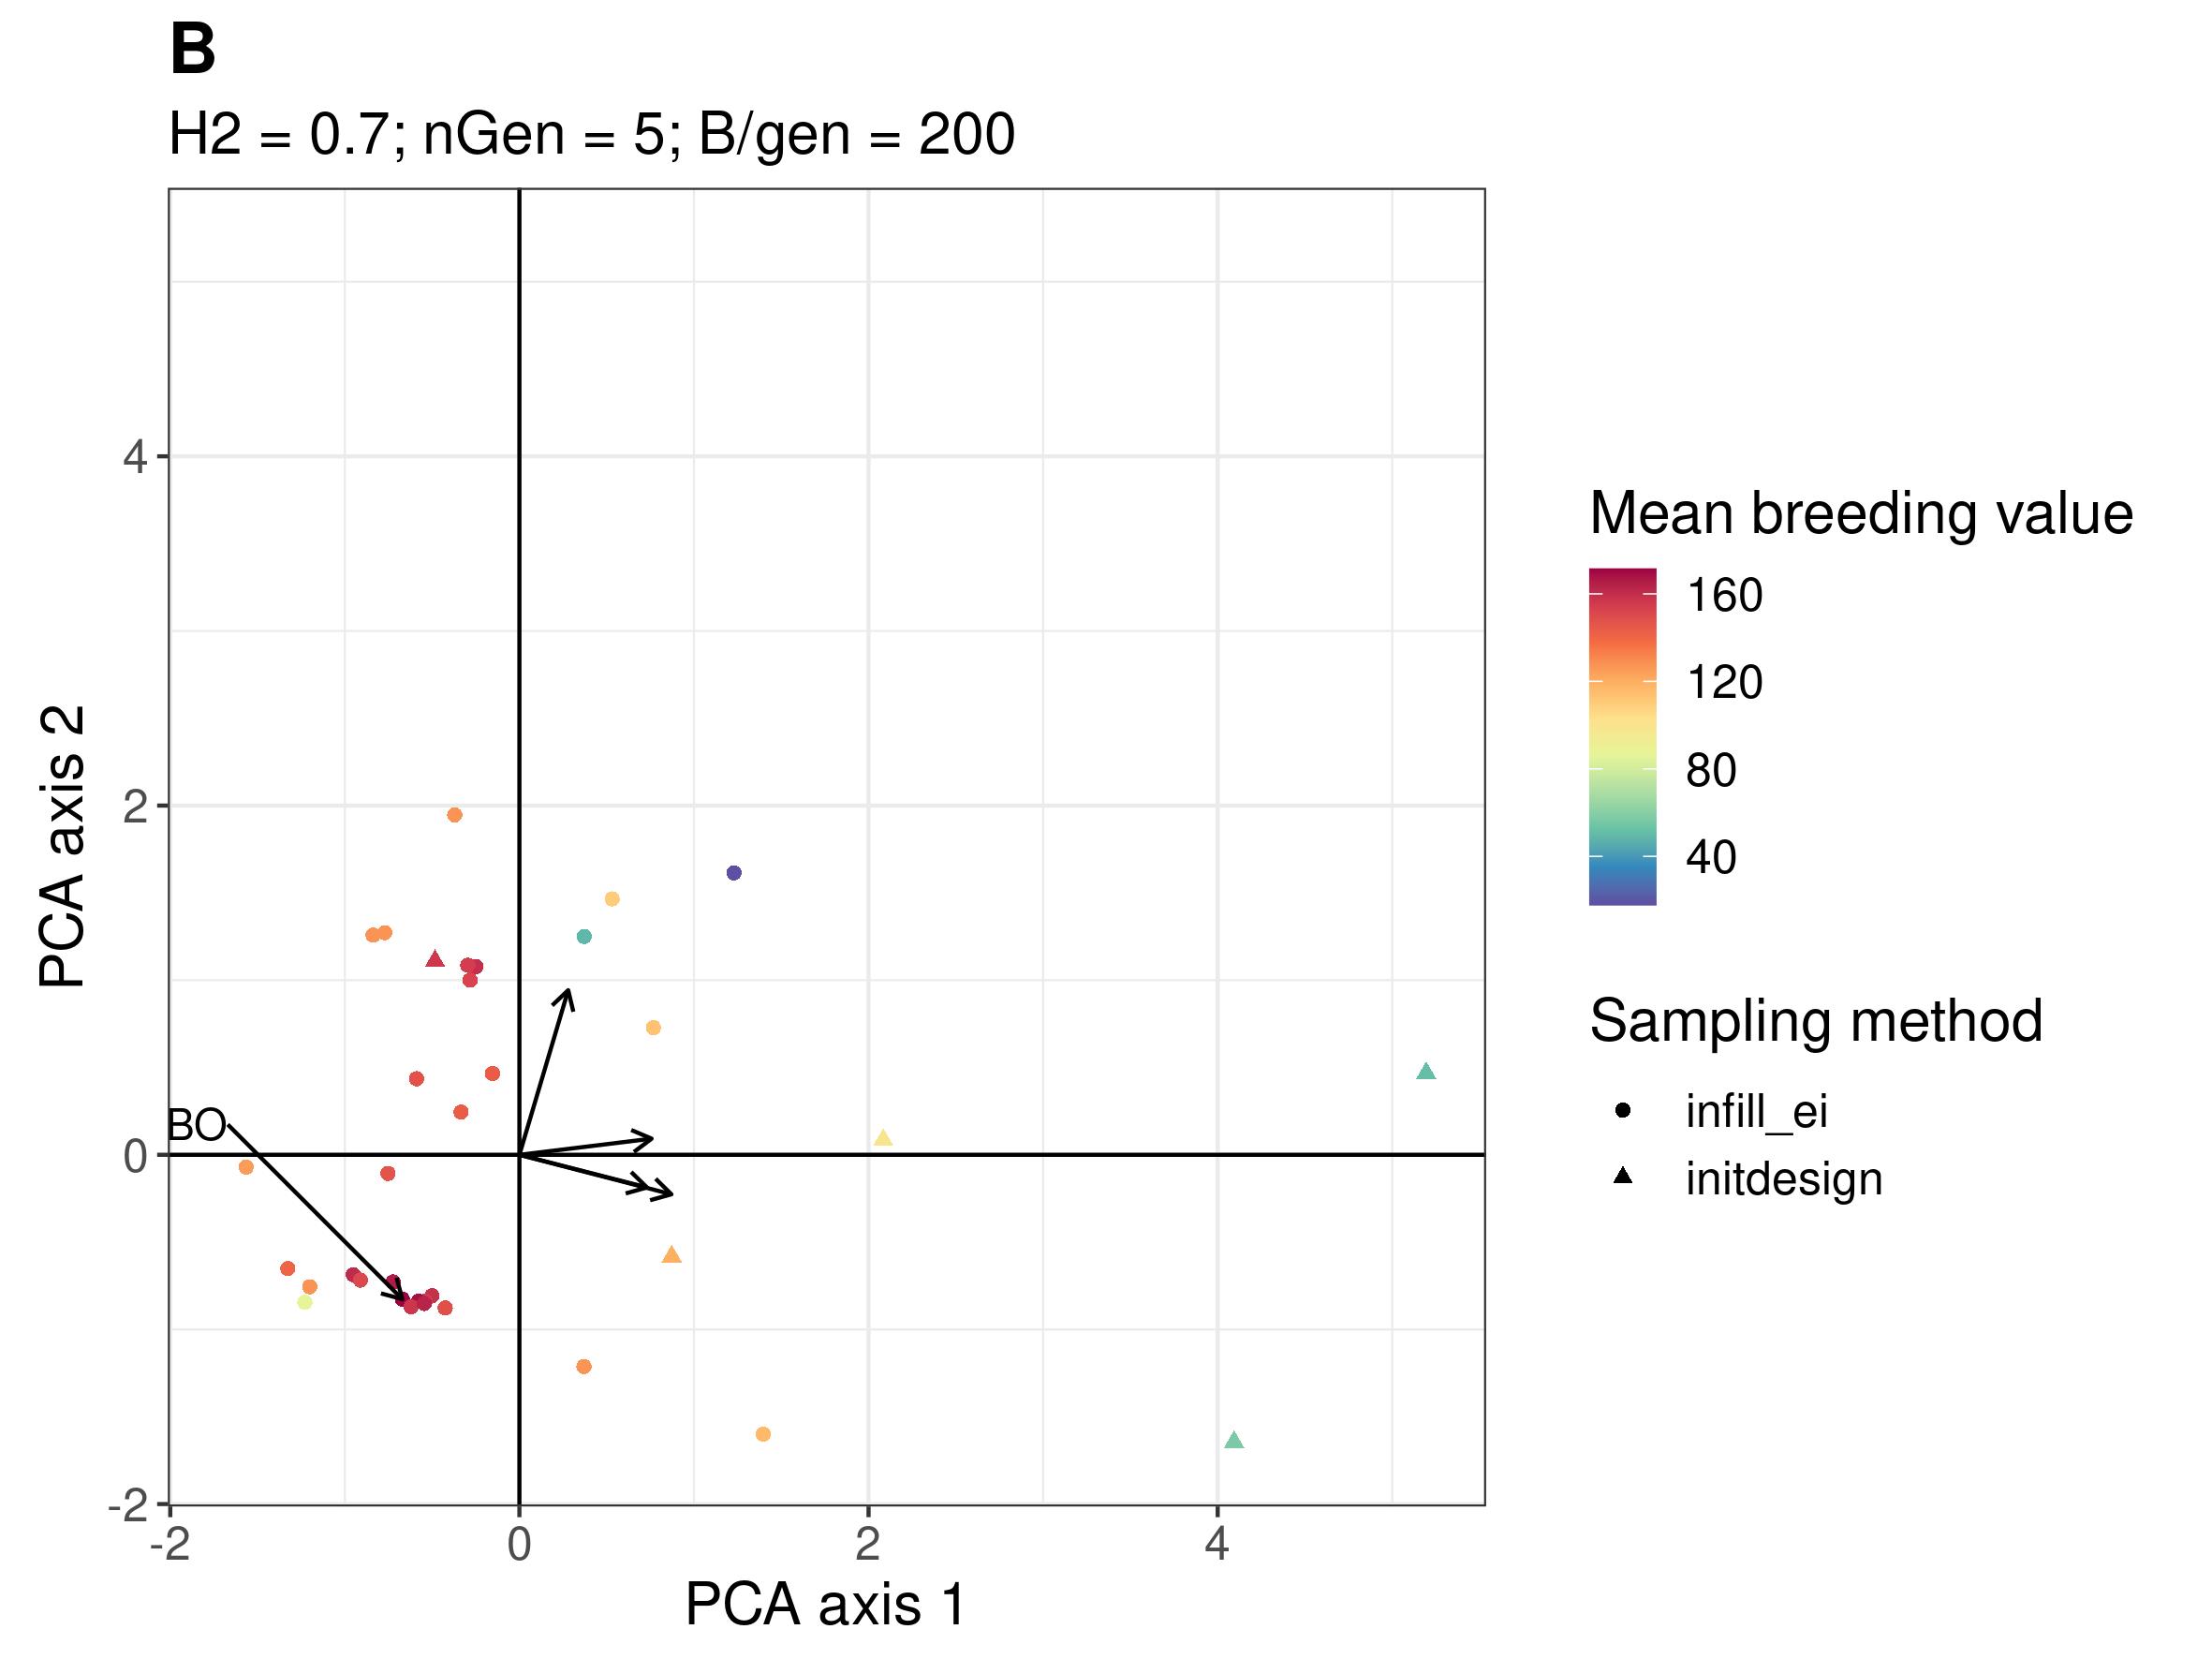 B
H2 = 0.7; nGen = 5; B/gen = 200
4
2
0
-2
PCA axis 2
BO
-2
0
2
4
PCA axis 1
Mean breeding value
160
120
80
40
Sampling method
infill_ei
initdesign